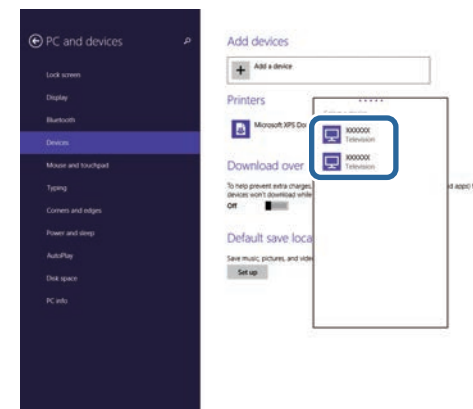 PC and devices
Lock screen
Display
Bluetooth
Devices
Mouse and touchpad
Typing
Corners and edges
Power and sleep
AutoPlay
Disk space
PC info
Add devices
Add a device
Printers
Microsoft XPS Doc
Download over
To help prevent extra charges,
d apps) f
devices won't download while
Off
Default save loca
Save music, pictures, and vide
Set up
XXXXXX
Television
XXXXXX
Television